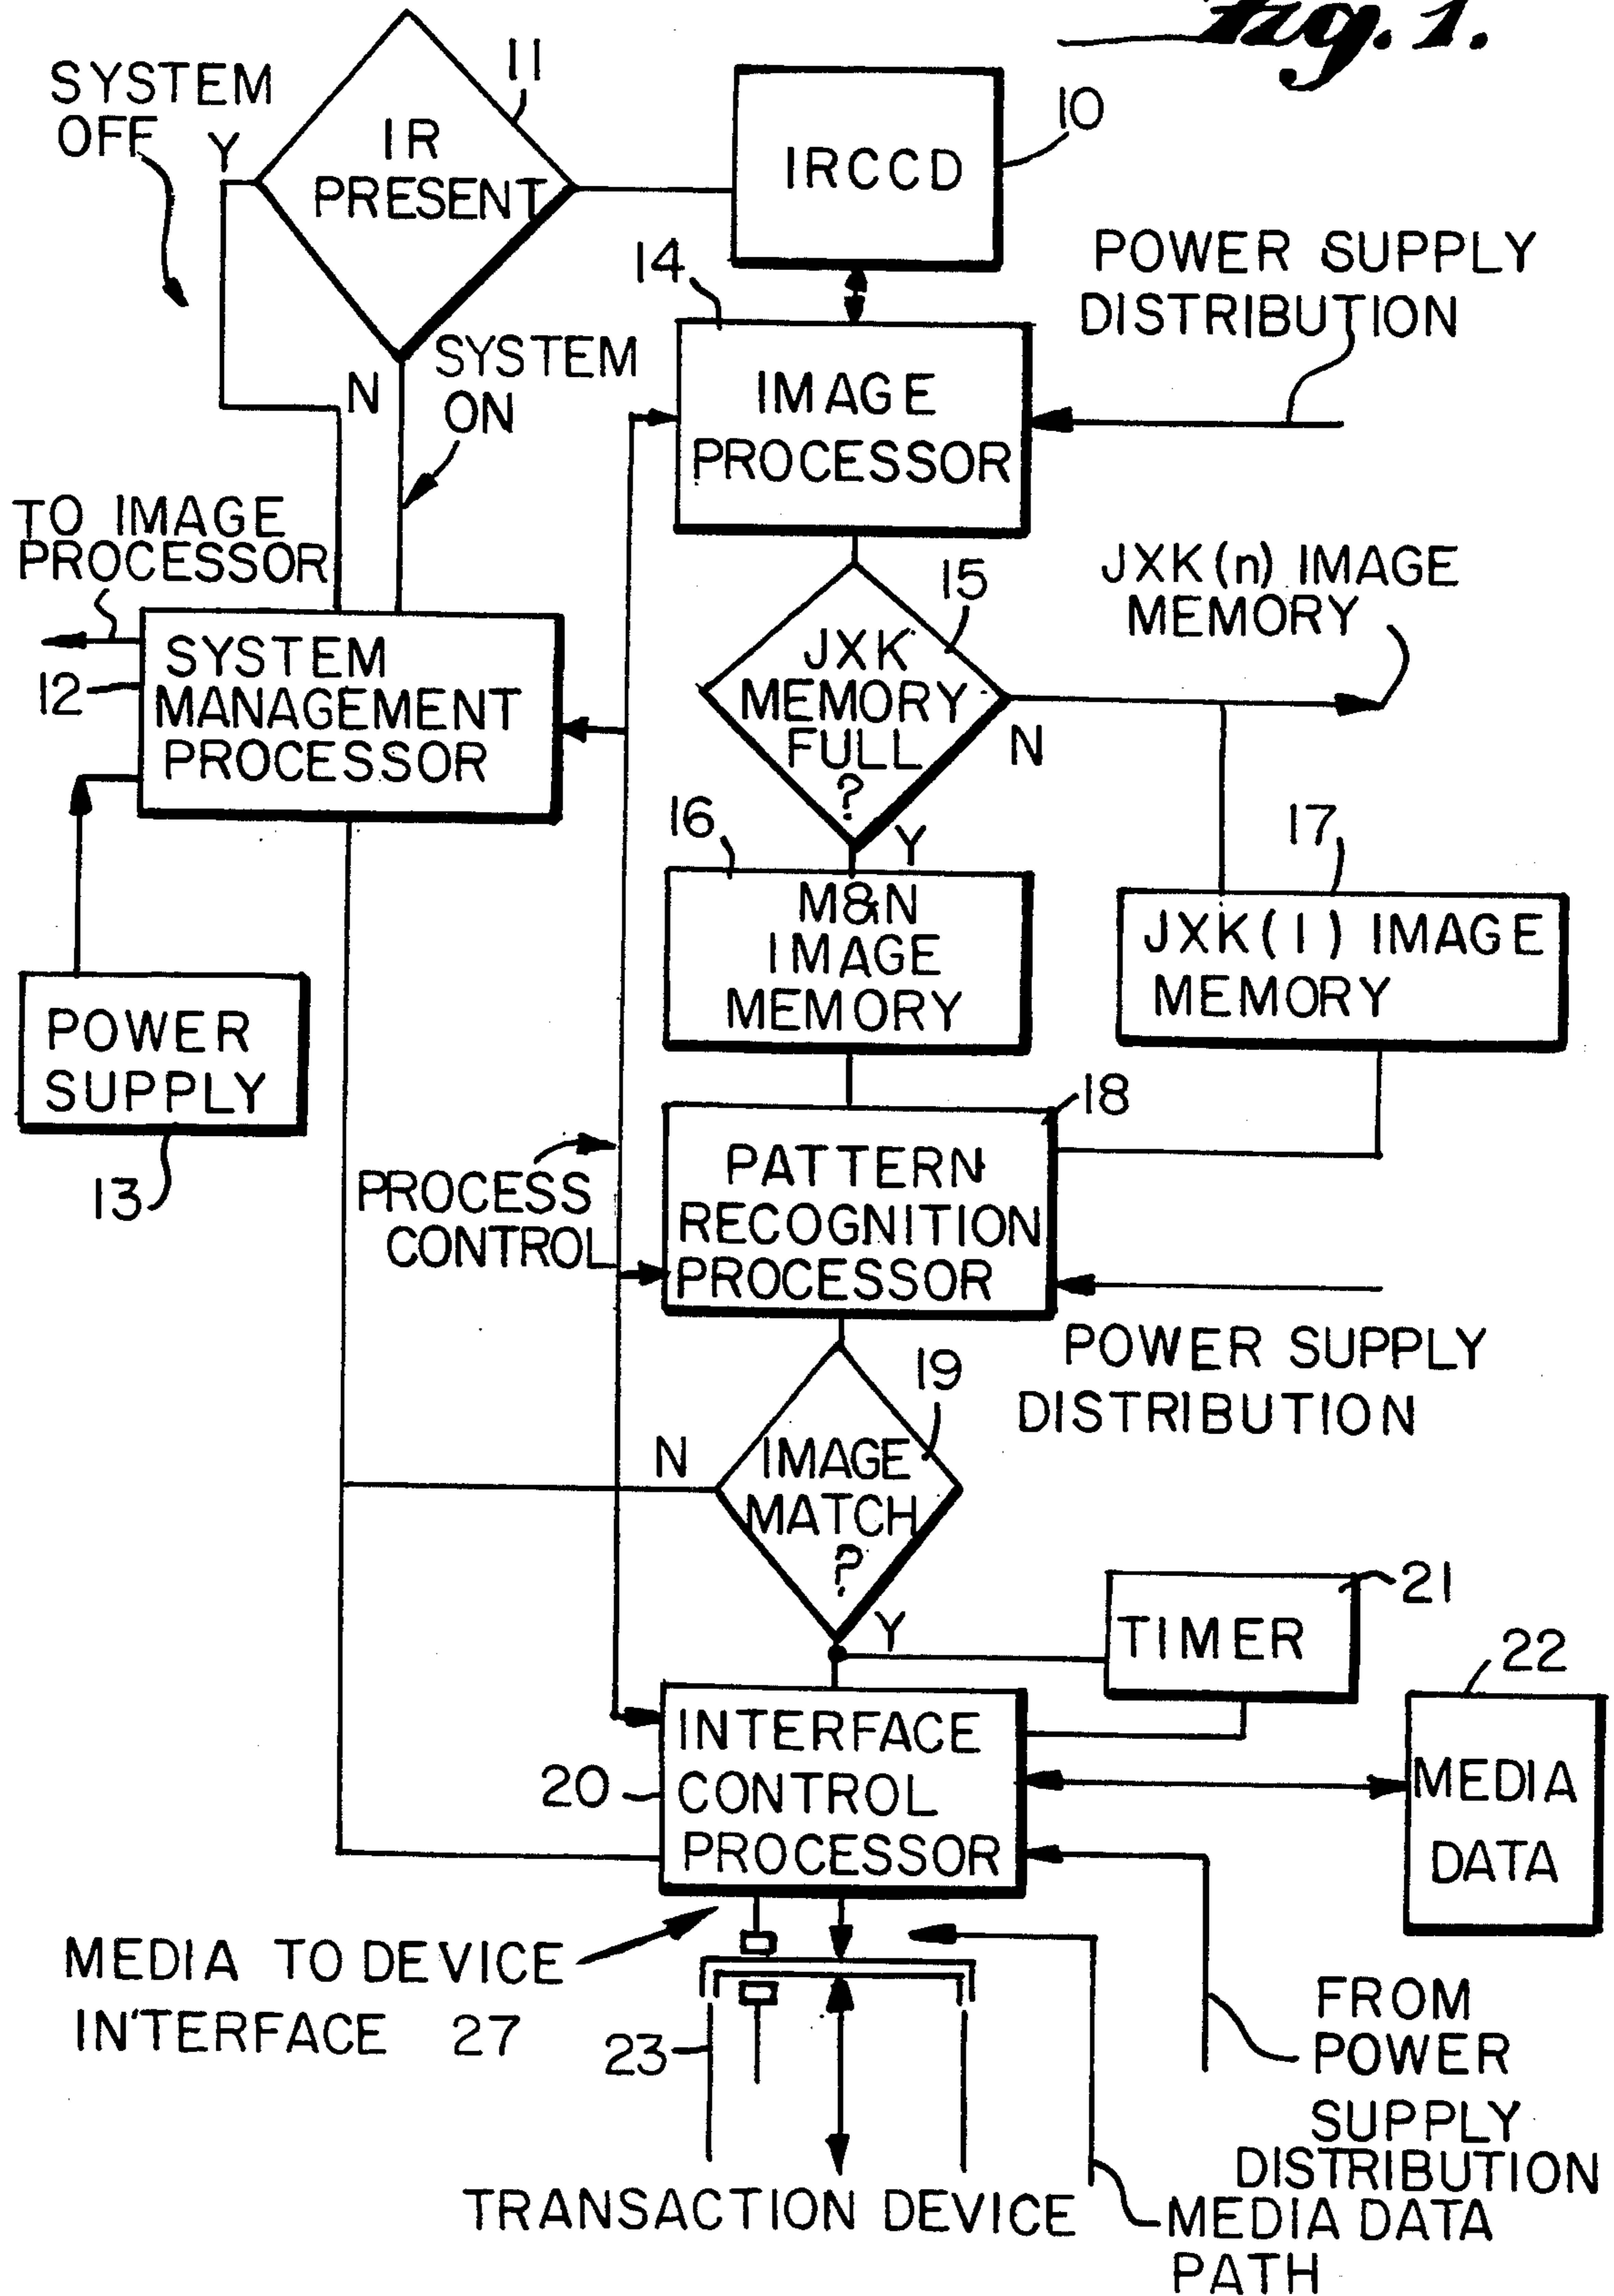 Fig. 1.
SYSTEM
OFF
Y
11
IR
PRESENT
IRCCD
10
N
SYSTEM
ON
14
IMAGE
PROCESSOR
POWER SUPPLY
DISTRIBUTION
TO IMAGE
PROCESSOR
12
SYSTEM
MANAGEMENT
PROCESSOR
15
JXK
MEMORY
FULL
?
N
Y
JXK(n) IMAGE
MEMORY
16
M&N
IMAGE
MEMORY
17
JXK(1) IMAGE
MEMORY
POWER
SUPPLY
13
PROCESS
CONTROL
18
PATTERN
RECOGNITION
PROCESSOR
POWER SUPPLY
DISTRIBUTION
19
N
IMAGE
MATCH
?
Y
TIMER
21
22
MEDIA
DATA
20
INTERFACE
CONTROL
PROCESSOR
MEDIA TO DEVICE
INTERFACE 27
23
FROM
POWER
SUPPLY
DISTRIBUTION
TRANSACTION DEVICE
MEDIA DATA
PATH